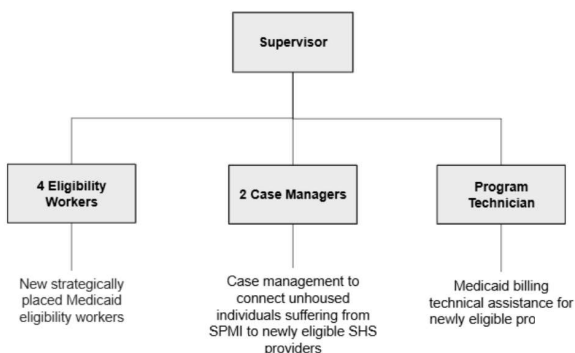 Supervisor
4 Eligibility
Workers
2 Case Managers
Program
Technician
New strategically
placed Medicaid
eligibility workers
Case management to
connect unhoused
individuals suffering from
SPMI to newly eligible SHS
providers
Medicaid billing
technical assistance for
newly eligible pro